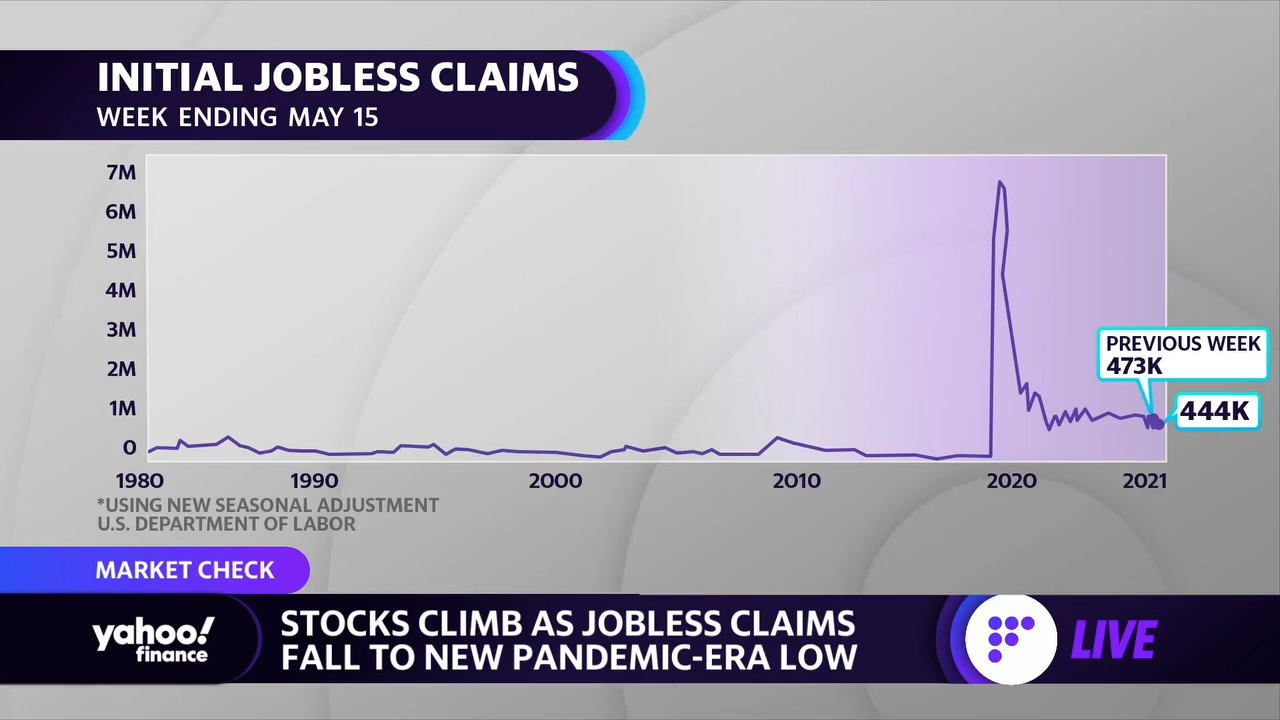 INITIAL JOBLESS CLAIMS
WEEK ENDING MAY 15
7M
6M
5M
4M
3M
2M
1M
0
PREVIOUS WEEK
473K
444K
1980 1990 2000 2010 2020 2021
*USING NEW SEASONAL ADJUSTMENT
U.S. DEPARTMENT OF LABOR
MARKET CHECK
yahoo!
finance
STOCKS CLIMB AS JOBLESS CLAIMS
FALL TO NEW PANDEMIC-ERA LOW
LIVE